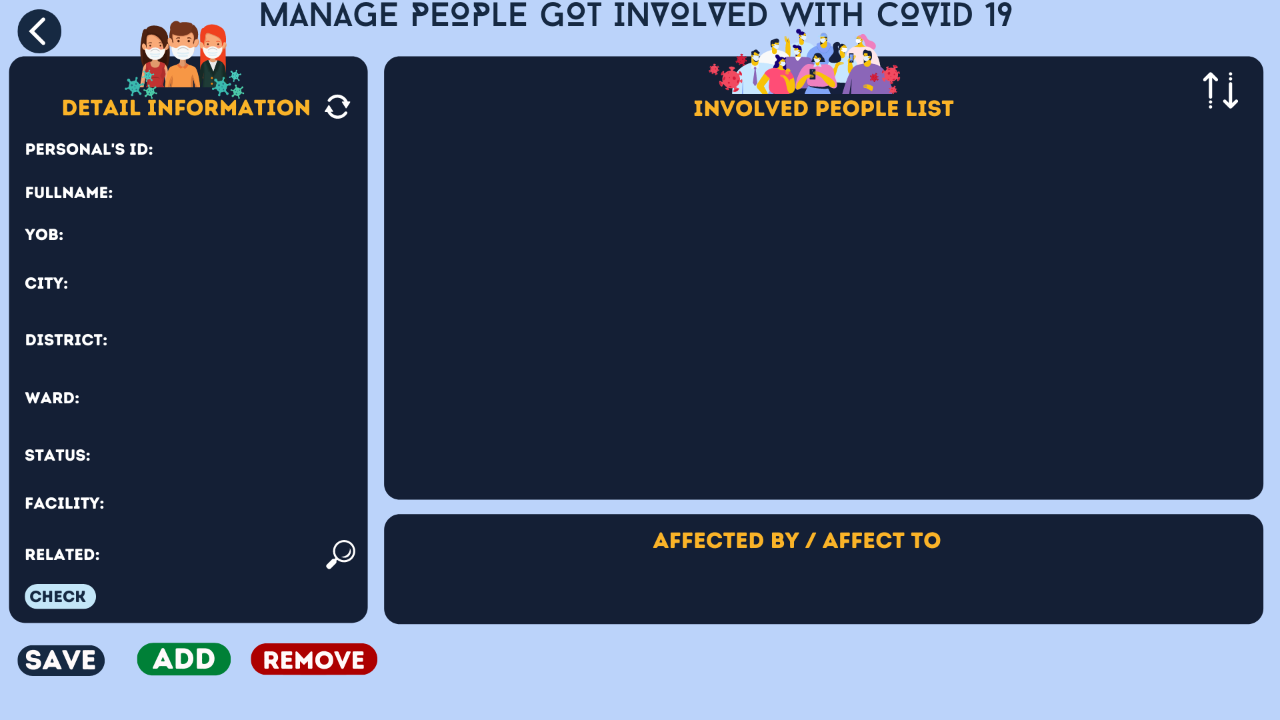 MANAGE PEOPLE GOT INVOLVED WITH COVID 19
DETAIL INFORMATION
PERSONAL'S ID:
FULLNAME:
YOB:
CITY:
DISTRICT:
WARD:
STATUS:
FACILITY:
RELATED:
CHECK
SAVE
ADD
REMOVE
INVOLVED PEOPLE LIST
AFFECTED BY / AFFECT TO